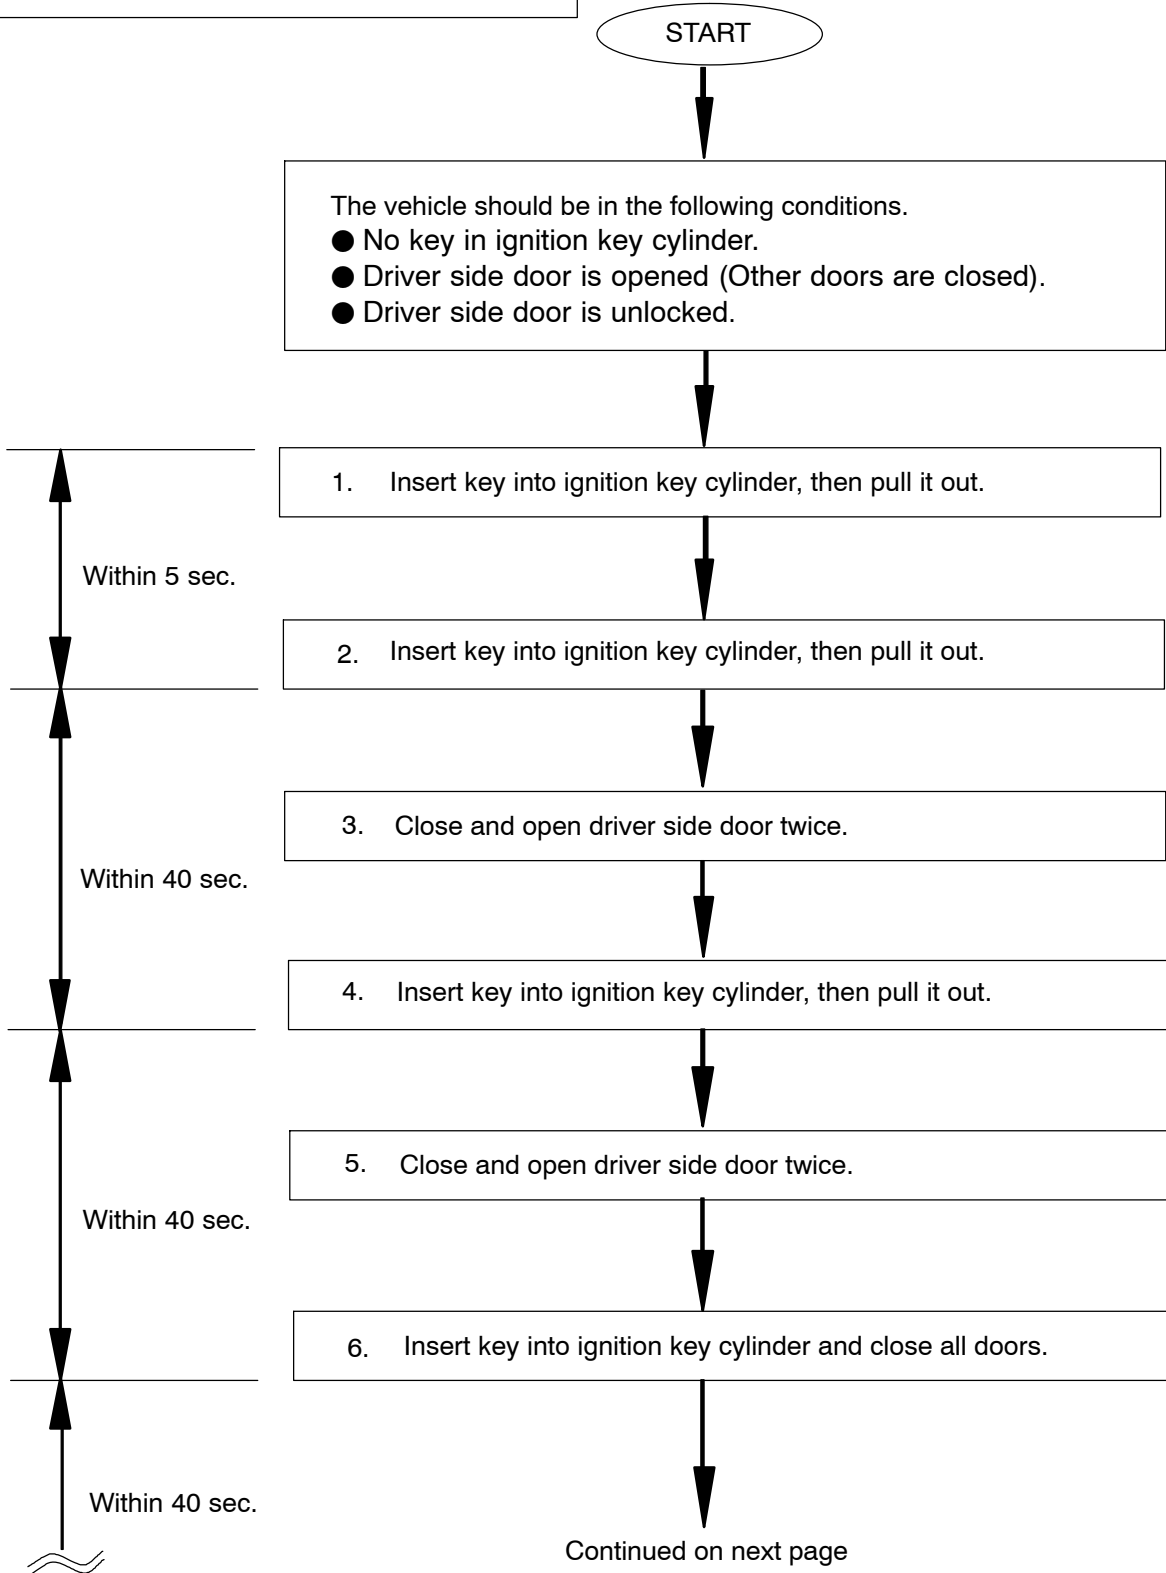 START
The vehicle should be in the following conditions.
● No key in ignition key cylinder.
● Driver side door is opened (Other doors are closed).
● Driver side door is unlocked.
1. Insert key into ignition key cylinder, then pull it out.
Within 5 sec.
2. Insert key into ignition key cylinder, then pull it out.
3. Close and open driver side door twice.
Within 40 sec.
4. Insert key into ignition key cylinder, then pull it out.
5. Close and open driver side door twice.
Within 40 sec.
6. Insert key into ignition key cylinder and close all doors.
Within 40 sec.
Continued on next page